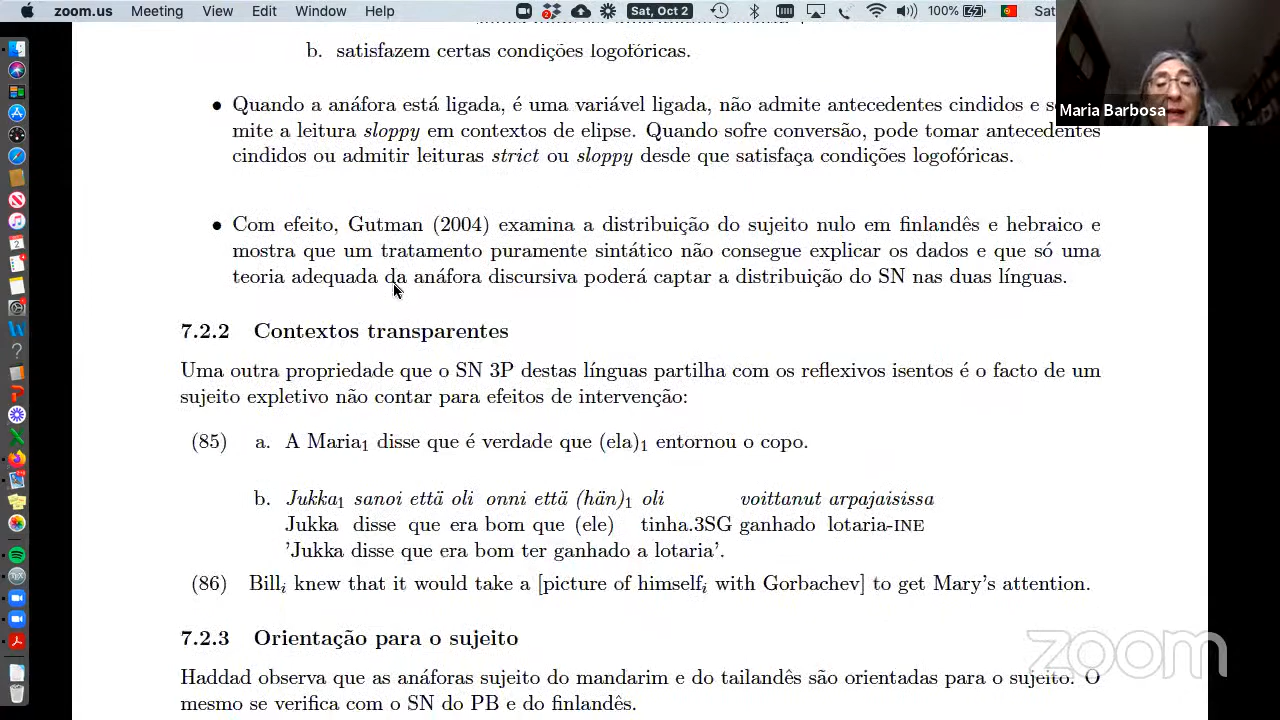 zoom.us Meeting View Edit Window Help Sat, Oct 2 100% Sat
b. satisfazem certas condições logofóricas.
Maria Barbosa
• Quando a anáfora está ligada, é uma variável ligada, não admite antecedentes cindidos e s
mite a leitura sloppy em contextos de elipse. Quando sofre conversão, pode tomar antecedentes
cindidos ou admitir leituras strict ou sloppy desde que satisfaça condições logofóricas.
• Com efeito, Gutman (2004) examina a distribuição do sujeito nulo em finlandês e hebraico e
mostra que um tratamento puramente sintático não consegue explicar os dados e que só uma
teoria adequada da anáfora discursiva poderá captar a distribuição do SN nas duas línguas.
7.2.2 Contextos transparentes
Uma outra propriedade que o SN 3P destas línguas partilha com os reflexivos isentos é o facto de um
sujeito expletivo não contar para efeitos de intervenção:
(85) a. A Maria₁ disse que é verdade que (ela)₁ entornou o copo.
b. Jukka₁ sanoi että oli onni että (hän)₁ oli voittanut arpajaisissa
Jukka disse que era bom que (ele) tinha.3SG ganhado lotaria-INE
'Jukka disse que era bom ter ganhado a lotaria'.
(86) Billᵢ knew that it would take a [picture of himselfᵢ with Gorbachev] to get Mary's attention.
7.2.3 Orientação para o sujeito
zoom
Haddad observa que as anáforas sujeito do mandarim e do tailandês são orientadas para o sujeito. O
mesmo se verifica com o SN do PB e do finlandês.